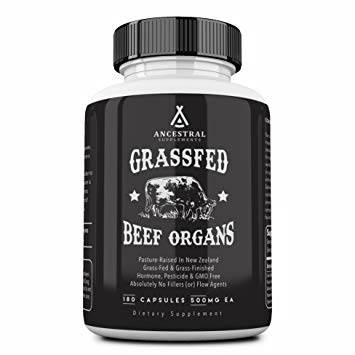 ANCESTRAL
SUPPLEMENTS
GRASSFED
BEEF ORGANS
Pasture-Raised In New Zealand
Grass-Fed & Grass-Finished
Hormone, Pesticide & GMO Free
Absolutely No Fillers (or) Flow Agents
180 CAPSULES 500MG EA
Dietary Supplement